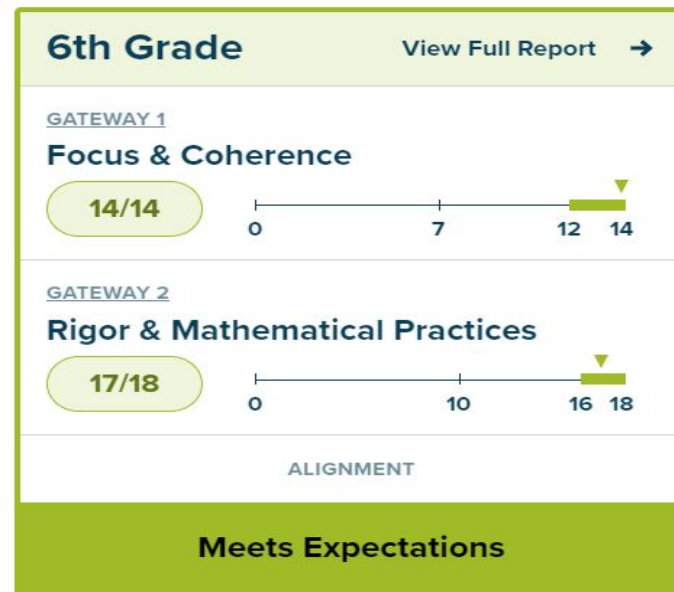 6th Grade View Full Report →
GATEWAY 1
Focus & Coherence
14/14
0 7 12 14
GATEWAY 2
Rigor & Mathematical Practices
17/18
0 10 16 18
ALIGNMENT
Meets Expectations